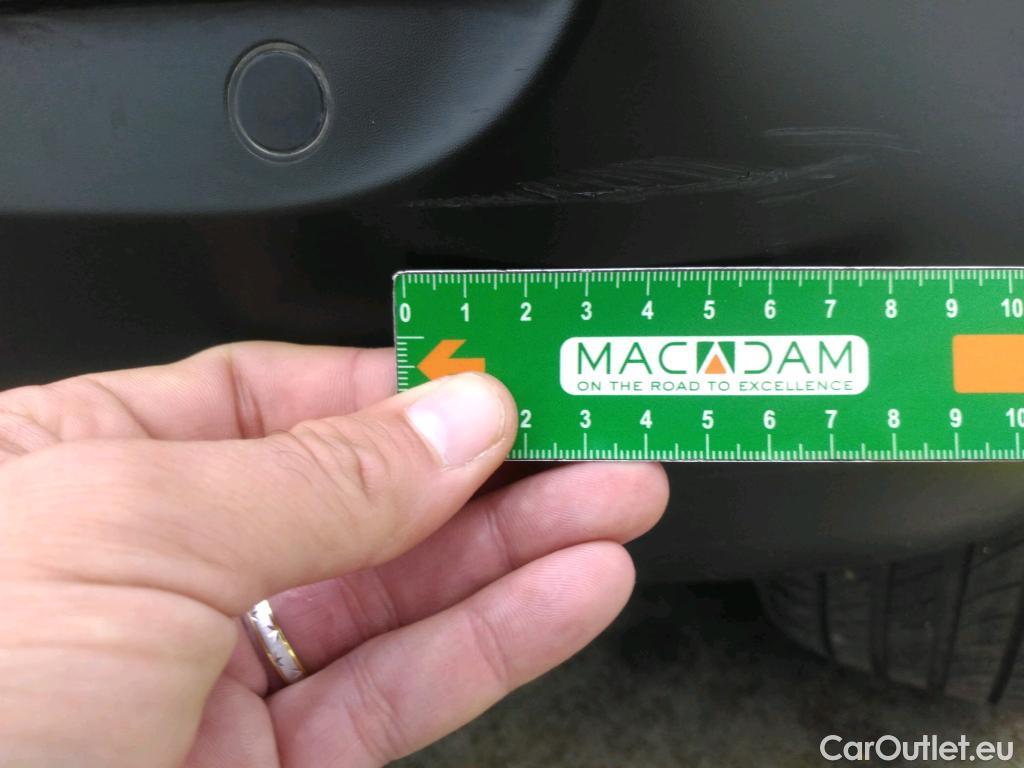 0 1 2 3 4 5 6 7 8 9 10
MACADAM
ON THE ROAD TO EXCELLENCE
2 3 4 5 6 7 8 9 10
CarOutlet.eu